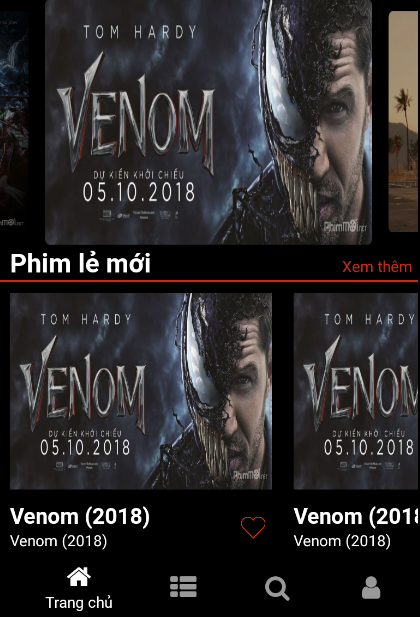 TOM HARDY
VENOM
DỰ KIẾN KHỞI CHIẾU
05.10.2018
PhimMới.net
Phim lẻ mới
Xem thêm
TOM HARDY
VENOM
DỰ KIẾN KHỞI CHIẾU
05.10.2018
PhimMới.net
TOM HARDY
VENOM
DỰ KIẾN KHỞI CHIẾU
05.10.2018
Venom (2018)
Venom (2018)
Venom (2018
Venom (2018)
Trang chủ